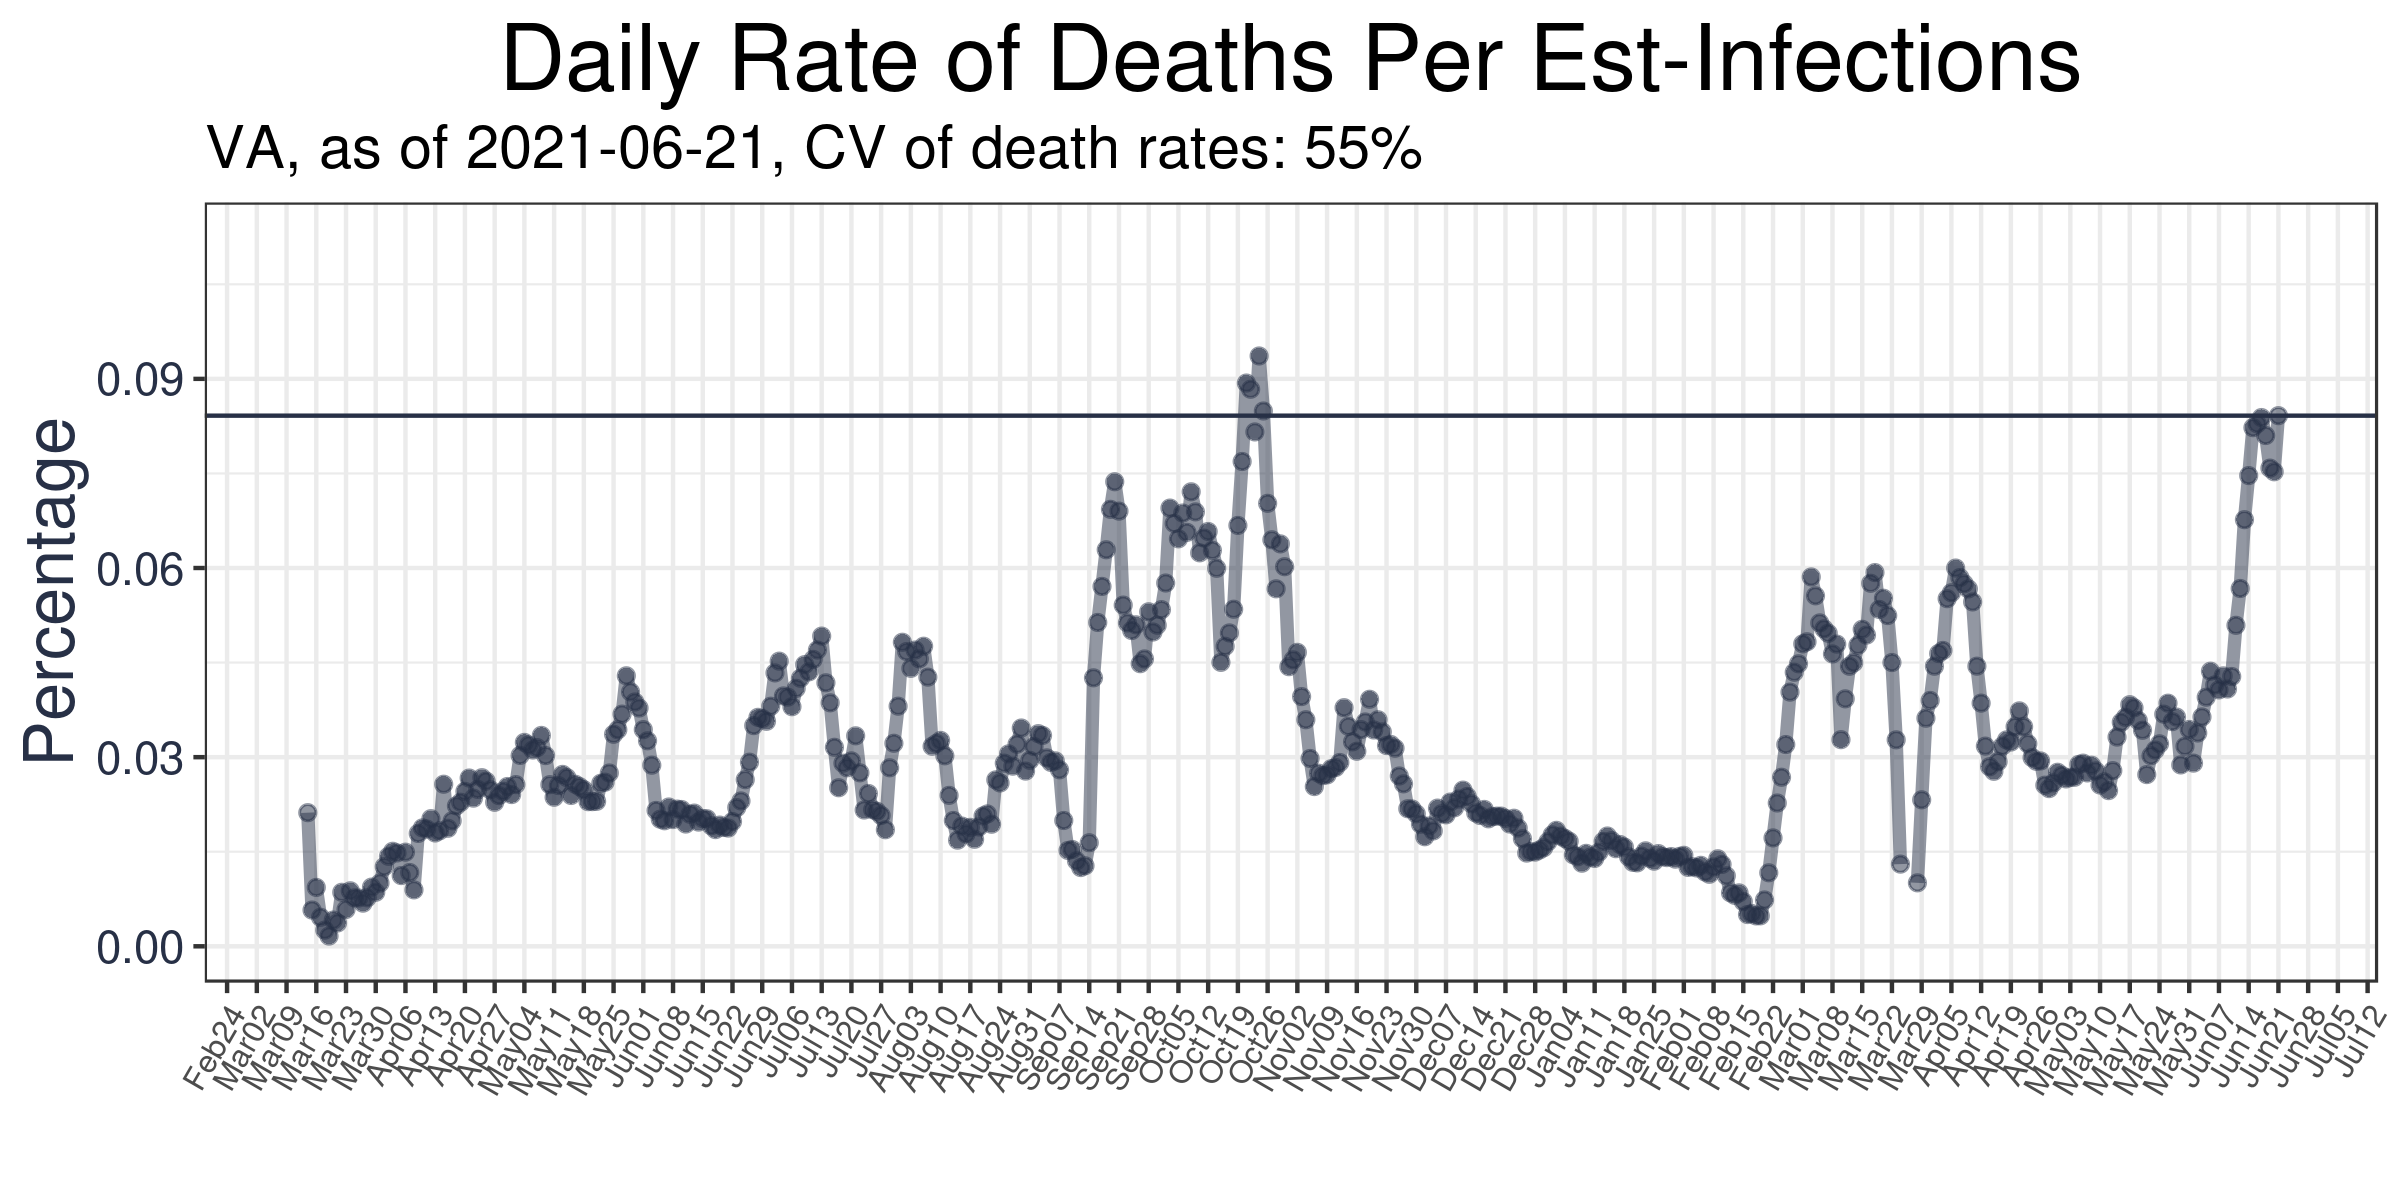 Daily Rate of Deaths Per Est-Infections
VA, as of 2021-06-21, CV of death rates: 55%
Percentage
0.09
0.06
0.03
0.00
Feb24
Mar02
Mar09
Mar16
Mar23
Mar30
Apr06
Apr13
Apr20
Apr27
May04
May11
May18
May25
Jun01
Jun08
Jun15
Jun22
Jun29
Jul06
Jul13
Jul20
Jul27
Aug03
Aug10
Aug17
Aug24
Aug31
Sep07
Sep14
Sep21
Sep28
Oct05
Oct12
Oct19
Oct26
Nov02
Nov09
Nov16
Nov23
Nov30
Dec07
Dec14
Dec21
Dec28
Jan04
Jan11
Jan18
Jan25
Feb01
Feb08
Feb15
Feb22
Mar01
Mar08
Mar15
Mar22
Mar29
Apr05
Apr12
Apr19
Apr26
May03
May10
May17
May24
May31
Jun07
Jun14
Jun21
Jun28
Jul05
Jul12